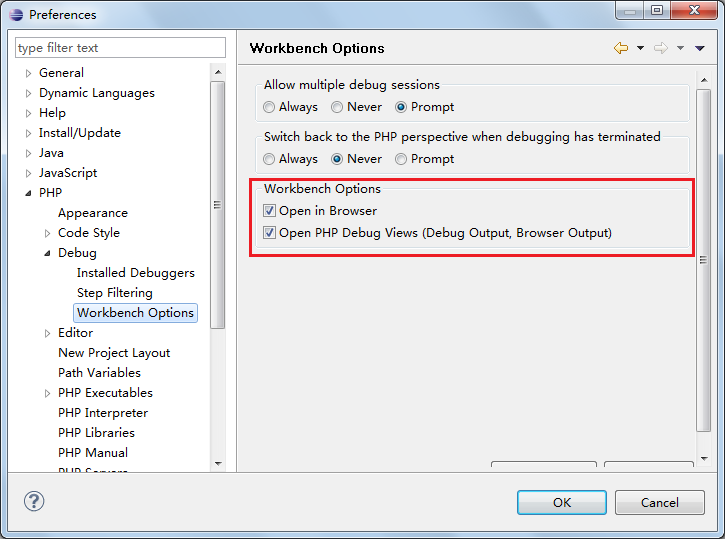 Preferences
type filter text
General
Dynamic Languages
Help
Install/Update
Java
JavaScript
PHP
Appearance
Code Style
Debug
Installed Debuggers
Step Filtering
Workbench Options
Editor
New Project Layout
Path Variables
PHP Executables
PHP Interpreter
PHP Libraries
PHP Manual
PHP Servers
Workbench Options
Allow multiple debug sessions
Always Never Prompt
Switch back to the PHP perspective when debugging has terminated
Always Never Prompt
Workbench Options
Open in Browser
Open PHP Debug Views (Debug Output, Browser Output)
?
OK Cancel